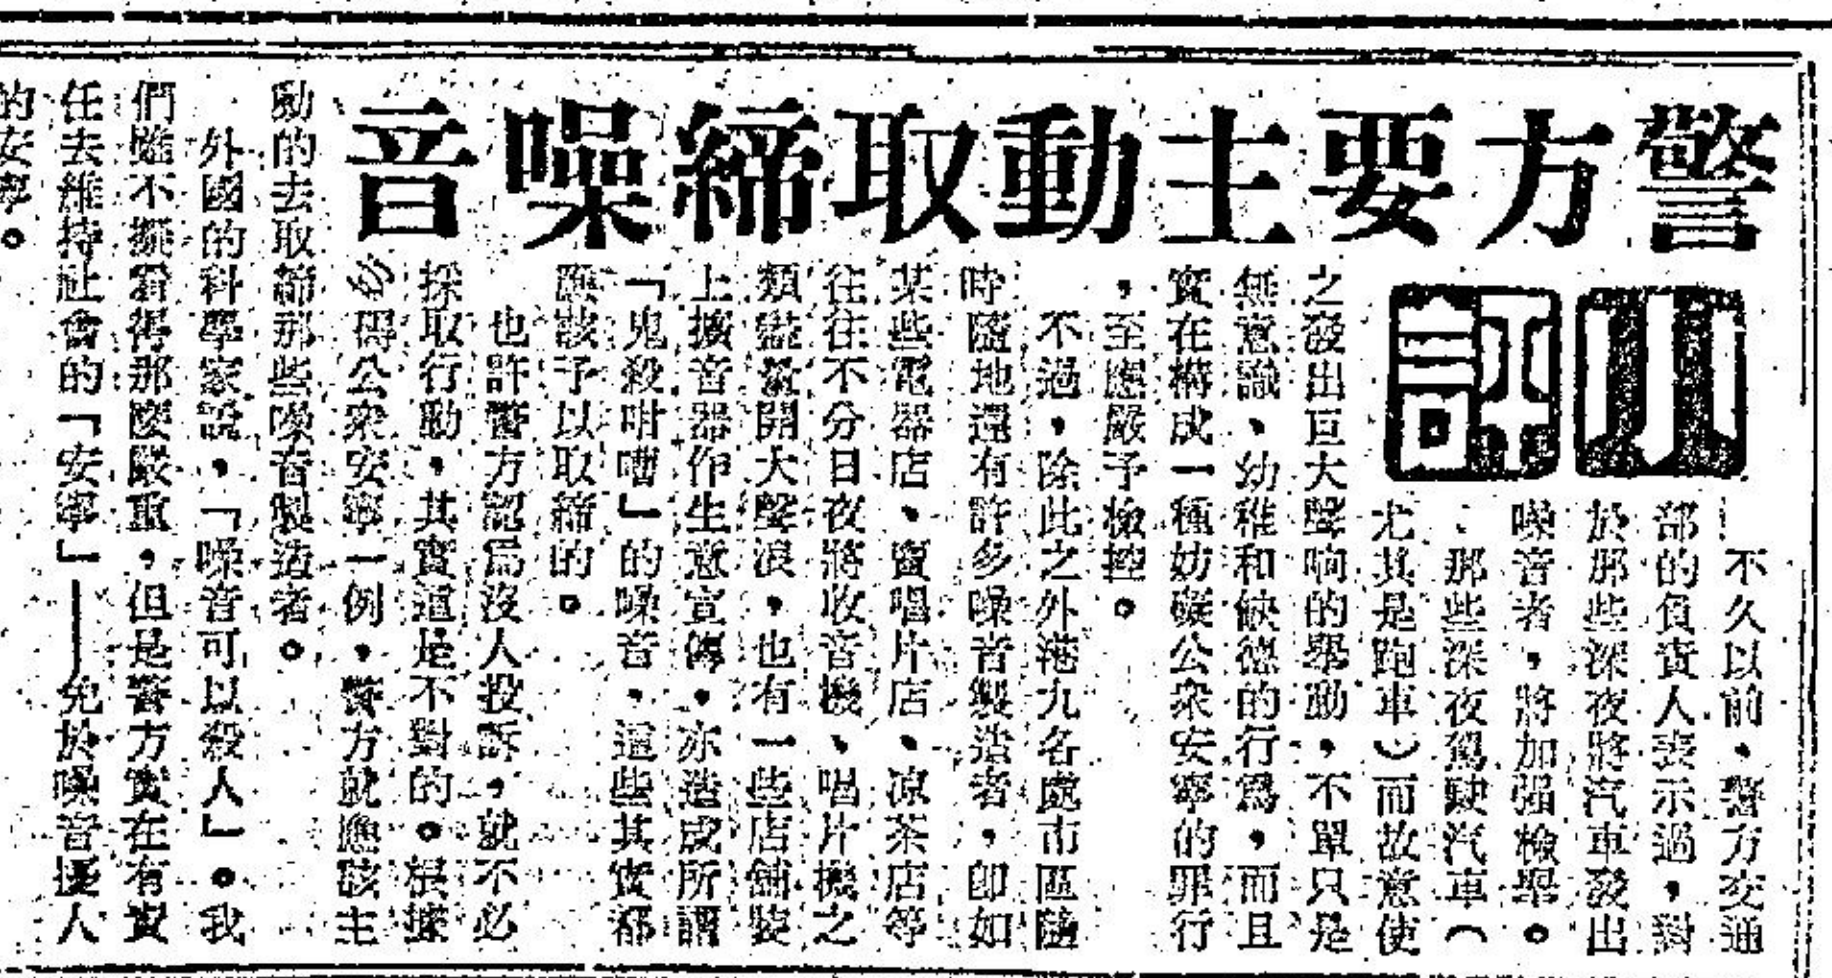 警方要主動取締噪音
小評
不久以前，警方交通
部的負責人表示過，對
於那些深夜將汽車發出
噪音者，將加强檢舉。
那些深夜駕駛汽車（
尤其是跑車）而故意使
之發出巨大聲响的舉動，不單只是
無意識、幼稚和缺德的行爲，而且
實在構成一種妨礙公衆安寧的罪行
，至應嚴予檢控。
不過，除此之外港九各處市區隨
時隨地還有許多噪音製造者，卽如
某些電器店、賣唱片店、凉茶店等
往往不分日夜將收音機、唱片機之
類盡量開大聲浪，也有一些店舖裝
上擴音器作生意宣傳，亦造成所謂
「鬼殺咁嘈」的噪音，這些其實都
應該予以取締的。
也許警方認爲沒人投訴，就不必
採取行動，其實這是不對的。根據
妨碍公衆安寧一例，警方就應該主
動的去取締那些噪音製造者。
外國的科學家說，「噪音可以殺人」。我
們雖不擬看得那麽嚴重，但是警方實在有責
任去維持社會的「安寧」——免於噪音擾人
的安寧。